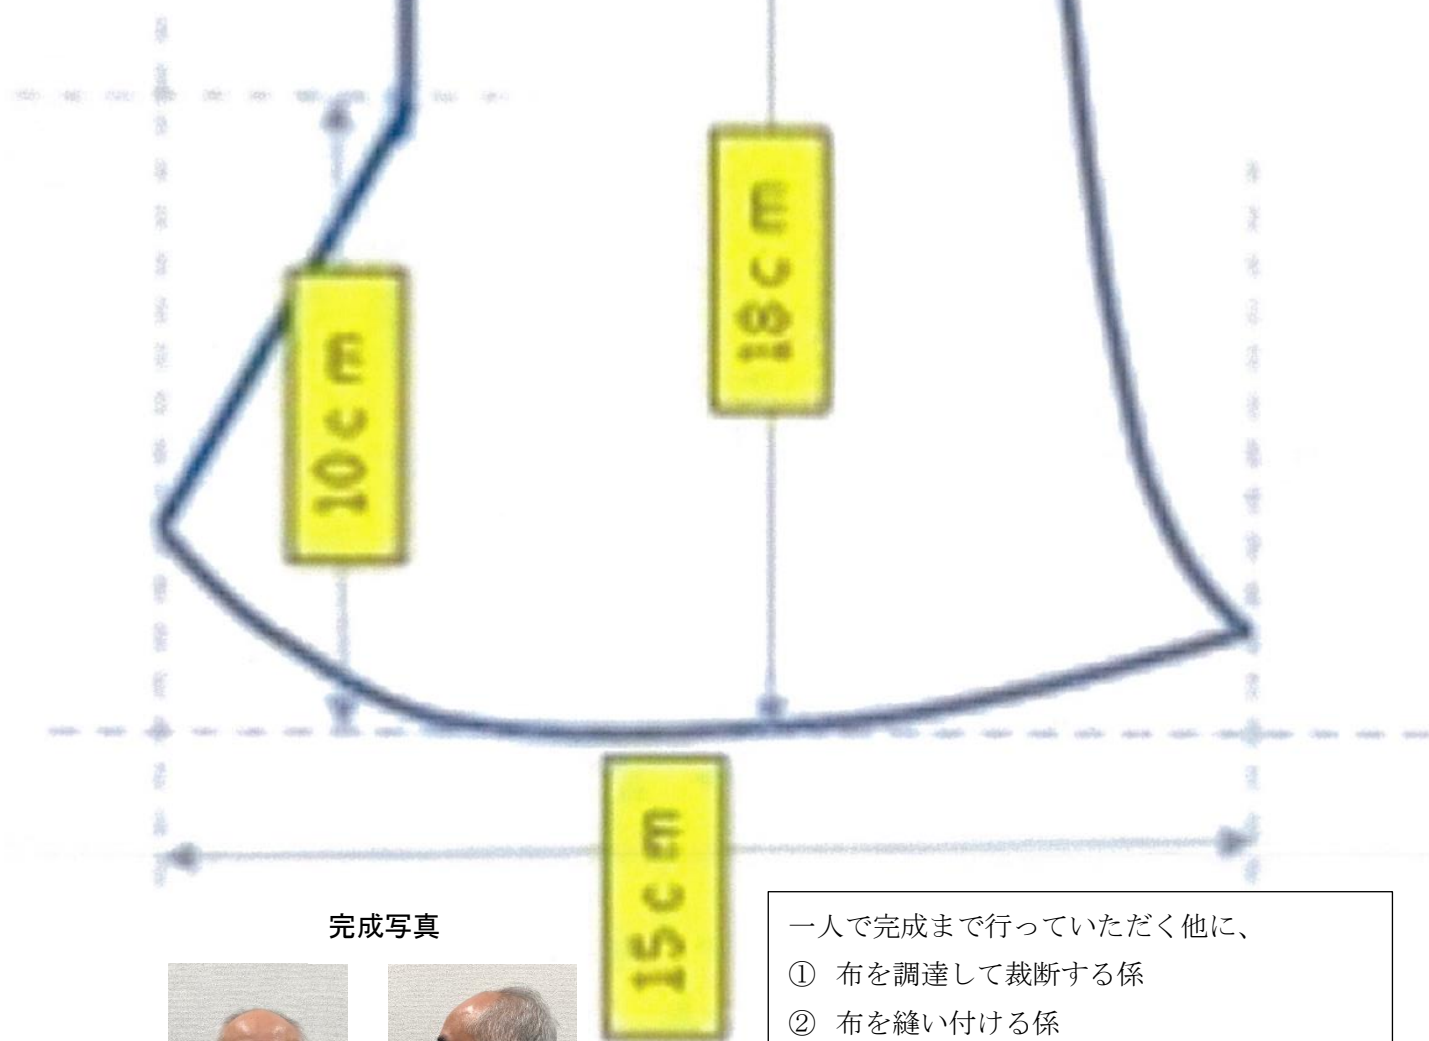 10cm
18cm
15cm
完成写真
一人で完成まで行っていただく他に、
① 布を調達して裁断する係
② 布を縫い付ける係